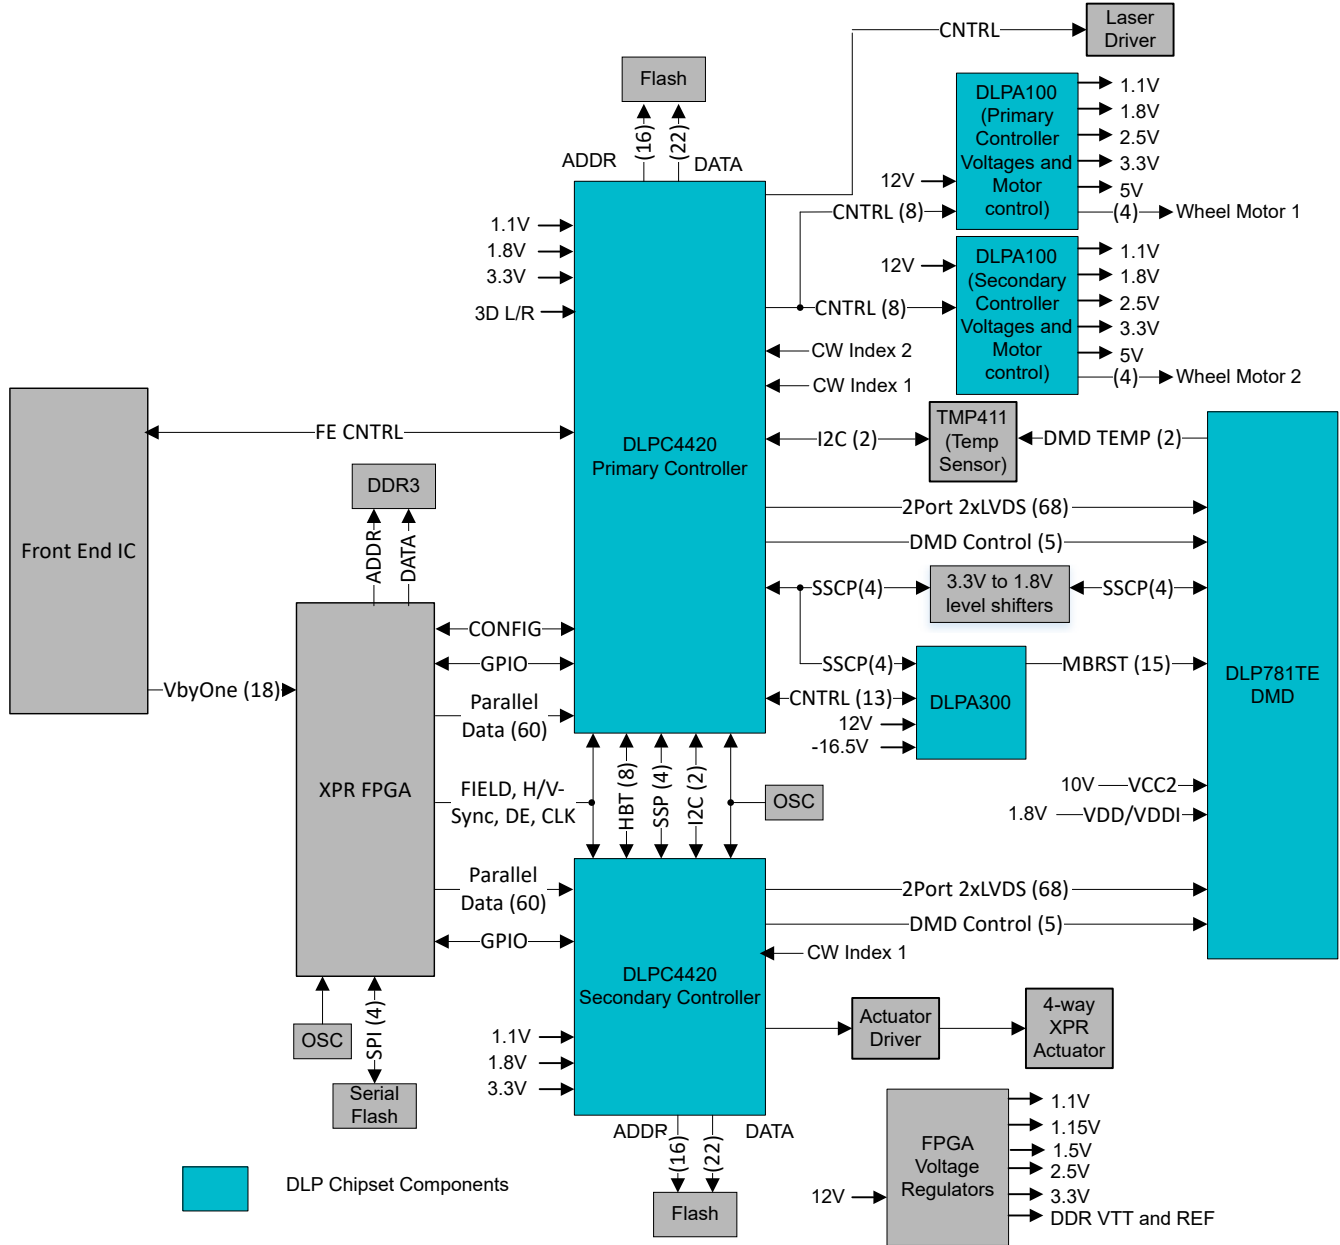 Laser
Driver
CNTRL
Flash
(16)
(22)
ADDR
DATA
DLPA100
(Primary
Controller
Voltages and
Motor
control)
1.1V
1.8V
2.5V
3.3V
5V
(4)
Wheel Motor 1
12V
CNTRL (8)
1.1V
1.8V
3.3V
3D L/R
12V
CNTRL (8)
DLPA100
(Secondary
Controller
Voltages and
Motor
control)
1.1V
1.8V
2.5V
3.3V
5V
(4)
Wheel Motor 2
CW Index 2
CW Index 1
Front End IC
FE CNTRL
DLPC4420
Primary Controller
I2C (2)
TMP411
(Temp
Sensor)
DMD TEMP (2)
DDR3
ADDR
DATA
2Port 2xLVDS (68)
DMD Control (5)
SSCP(4)
3.3V to 1.8V
level shifters
SSCP(4)
CONFIG
GPIO
VbyOne (18)
Parallel
Data (60)
SSCP(4)
CNTRL (13)
12V
-16.5V
DLPA300
MBRST (15)
DLP781TE
DMD
XPR FPGA
FIELD, H/V-
Sync, DE, CLK
HBT (8)
SSP (4)
I2C (2)
OSC
10V
VCC2
1.8V
VDD/VDDI
Parallel
Data (60)
GPIO
2Port 2xLVDS (68)
DMD Control (5)
CW Index 1
DLPC4420
Secondary Controller
OSC
SPI (4)
Serial
Flash
1.1V
1.8V
3.3V
Actuator
Driver
4-way
XPR
Actuator
ADDR
DATA
(16)
(22)
Flash
12V
FPGA
Voltage
Regulators
1.1V
1.15V
1.5V
2.5V
3.3V
DDR VTT and REF
DLP Chipset Components